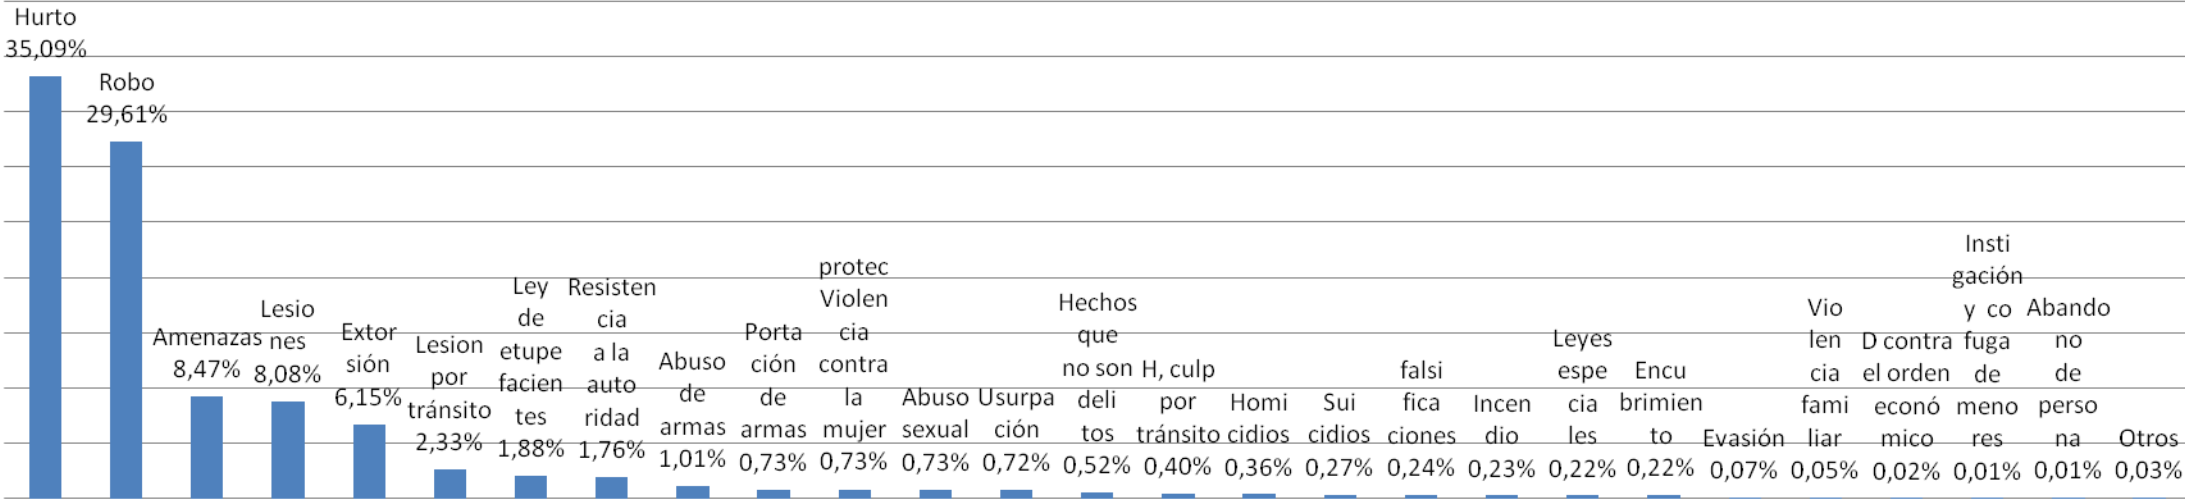 Hurto
35,09%
Robo
29,61%
Amenazas
8,47%
Lesio
nes
8,08%
Extor
sión
6,15%
Lesion
por
tránsito
2,33%
Ley
de
etupe
facien
tes
1,88%
Resisten
cia
a la
auto
ridad
1,76%
Abuso
de
armas
1,01%
Porta
ción
de
armas
0,73%
protec
Violen
cia
contra
la
mujer
0,73%
Abuso
sexual
0,73%
Usurpa
ción
0,72%
Hechos
que
no son
deli
tos
0,52%
H, culp
por
tránsito
0,40%
Homi
cidios
0,36%
Sui
cidios
0,27%
falsi
fica
ciones
0,24%
Incen
dio
0,23%
Leyes
espe
cia
les
0,22%
Encu
brimien
to
0,22%
Evasión
0,07%
Vio
len
cia
fami
liar
0,05%
D contra
el orden
econó
mico
0,02%
Insti
gación
y co
fuga
de
meno
res
0,01%
Abando
no
de
perso
na
0,01%
Otros
0,03%